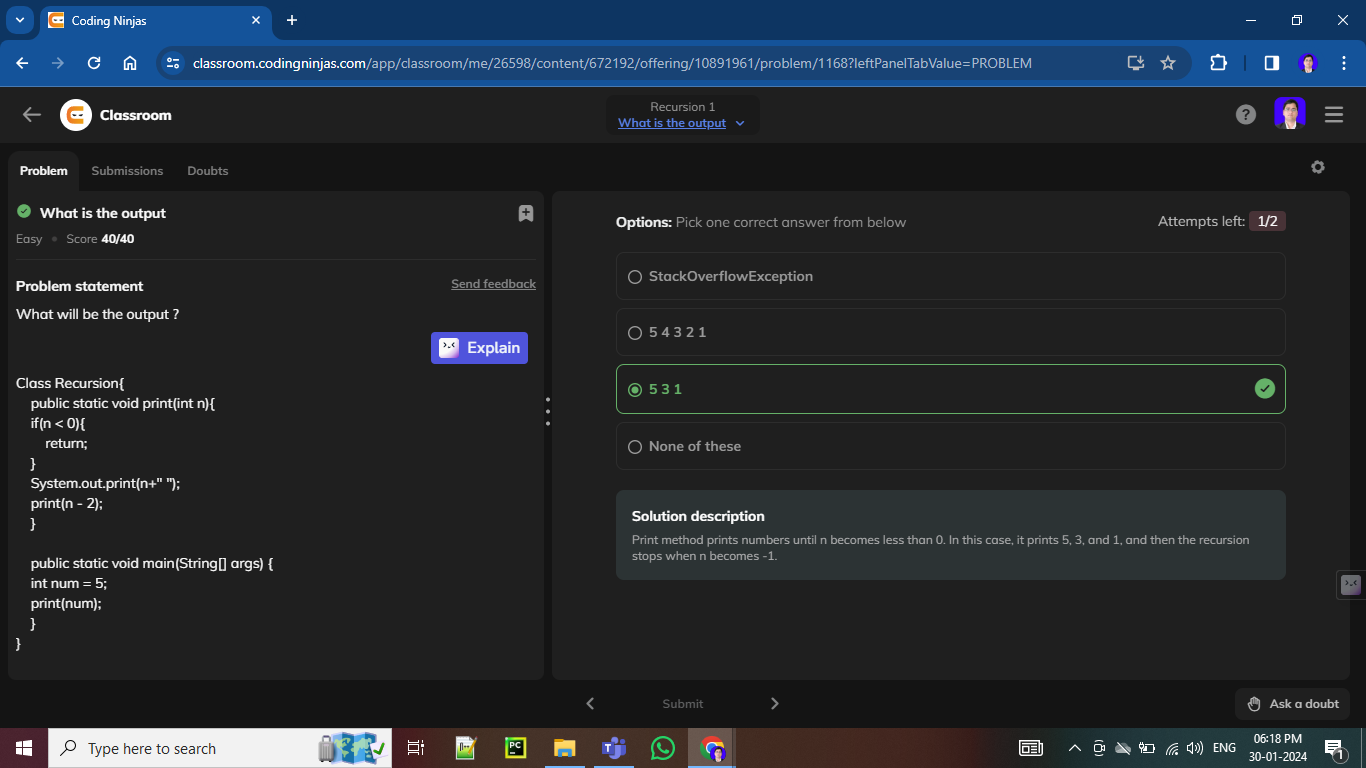 Coding Ninjas
classroom.codingninjas.com/app/classroom/me/26598/content/672192/offering/10891961/problem/1168?leftPanelTabValue=PROBLEM
Classroom
Recursion 1
What is the output
Problem
Submissions
Doubts
What is the output
Easy
Score 40/40
Problem statement
Send feedback
What will be the output ?
Explain
Class Recursion{
public static void print(int n){
if(n < 0){
return;
}
System.out.print(n+" ");
print(n - 2);
}
public static void main(String[] args) {
int num = 5;
print(num);
}
}
Options: Pick one correct answer from below
Attempts left: 1/2
StackOverflowException
5 4 3 2 1
5 3 1
None of these
Solution description
Print method prints numbers until n becomes less than 0. In this case, it prints 5, 3, and 1, and then the recursion
stops when n becomes -1.
Submit
Ask a doubt
Type here to search
PC
ENG
06:18 PM
30-01-2024
1